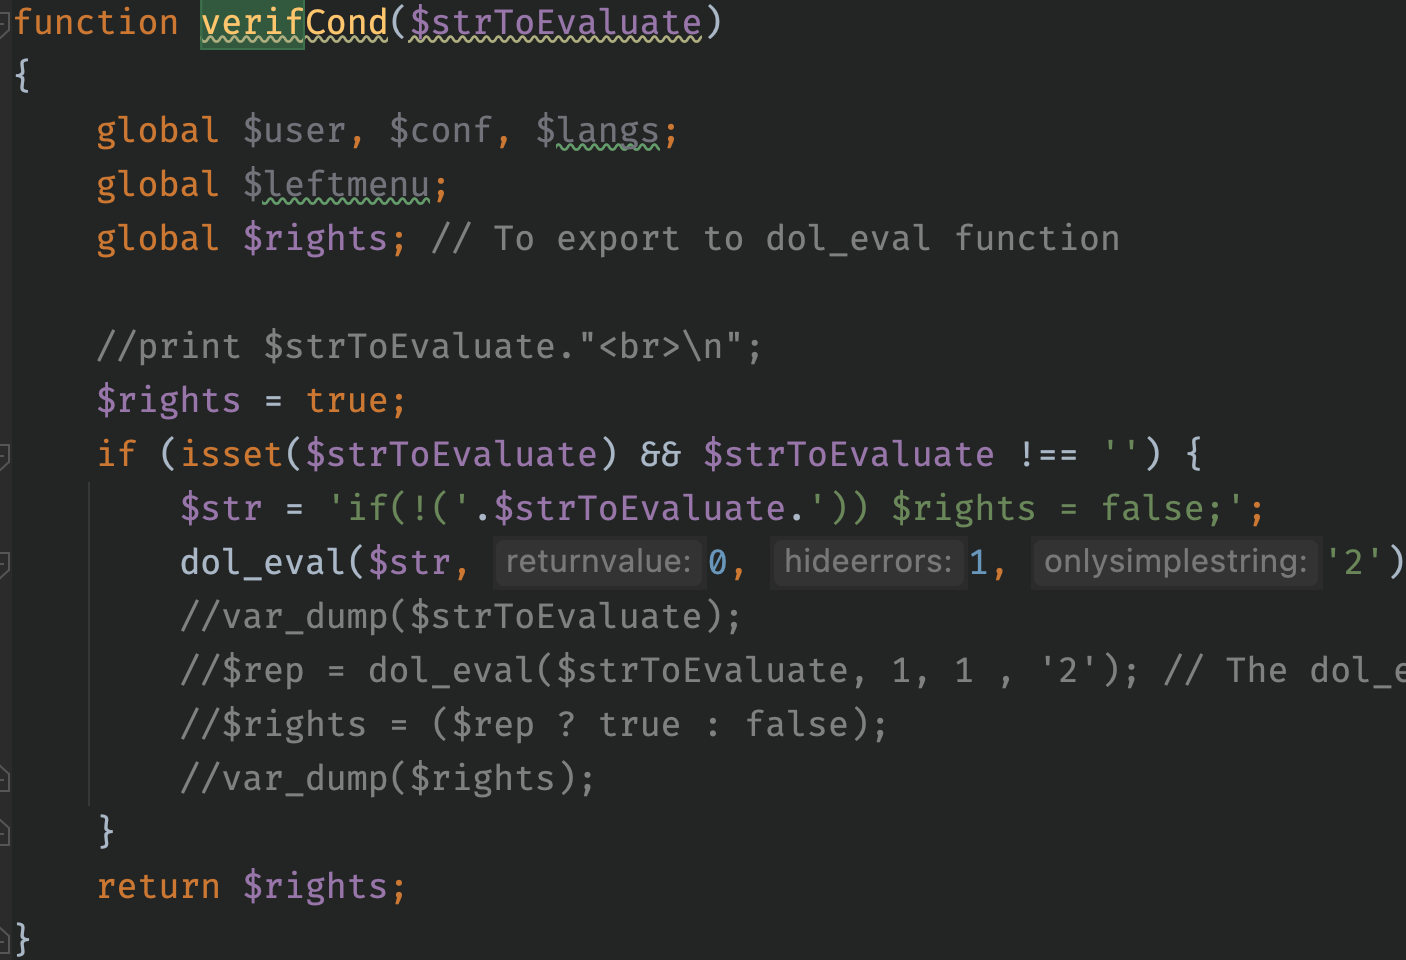 function verifCond($strToEvaluate)
{
    global $user, $conf, $langs;
    global $leftmenu;
    global $rights; // To export to dol_eval function

    //print $strToEvaluate."<br>\n";
    $rights = true;
    if (isset($strToEvaluate) && $strToEvaluate !== '') {
        $str = 'if(!('.$strToEvaluate.')) $rights = false;';
        dol_eval($str, returnvalue: 0, hideerrors: 1, onlysimplestring: '2')
        //var_dump($strToEvaluate);
        //$rep = dol_eval($strToEvaluate, 1, 1 , '2'); // The dol_e
        //$rights = ($rep ? true : false);
        //var_dump($rights);
    }
    return $rights;
}